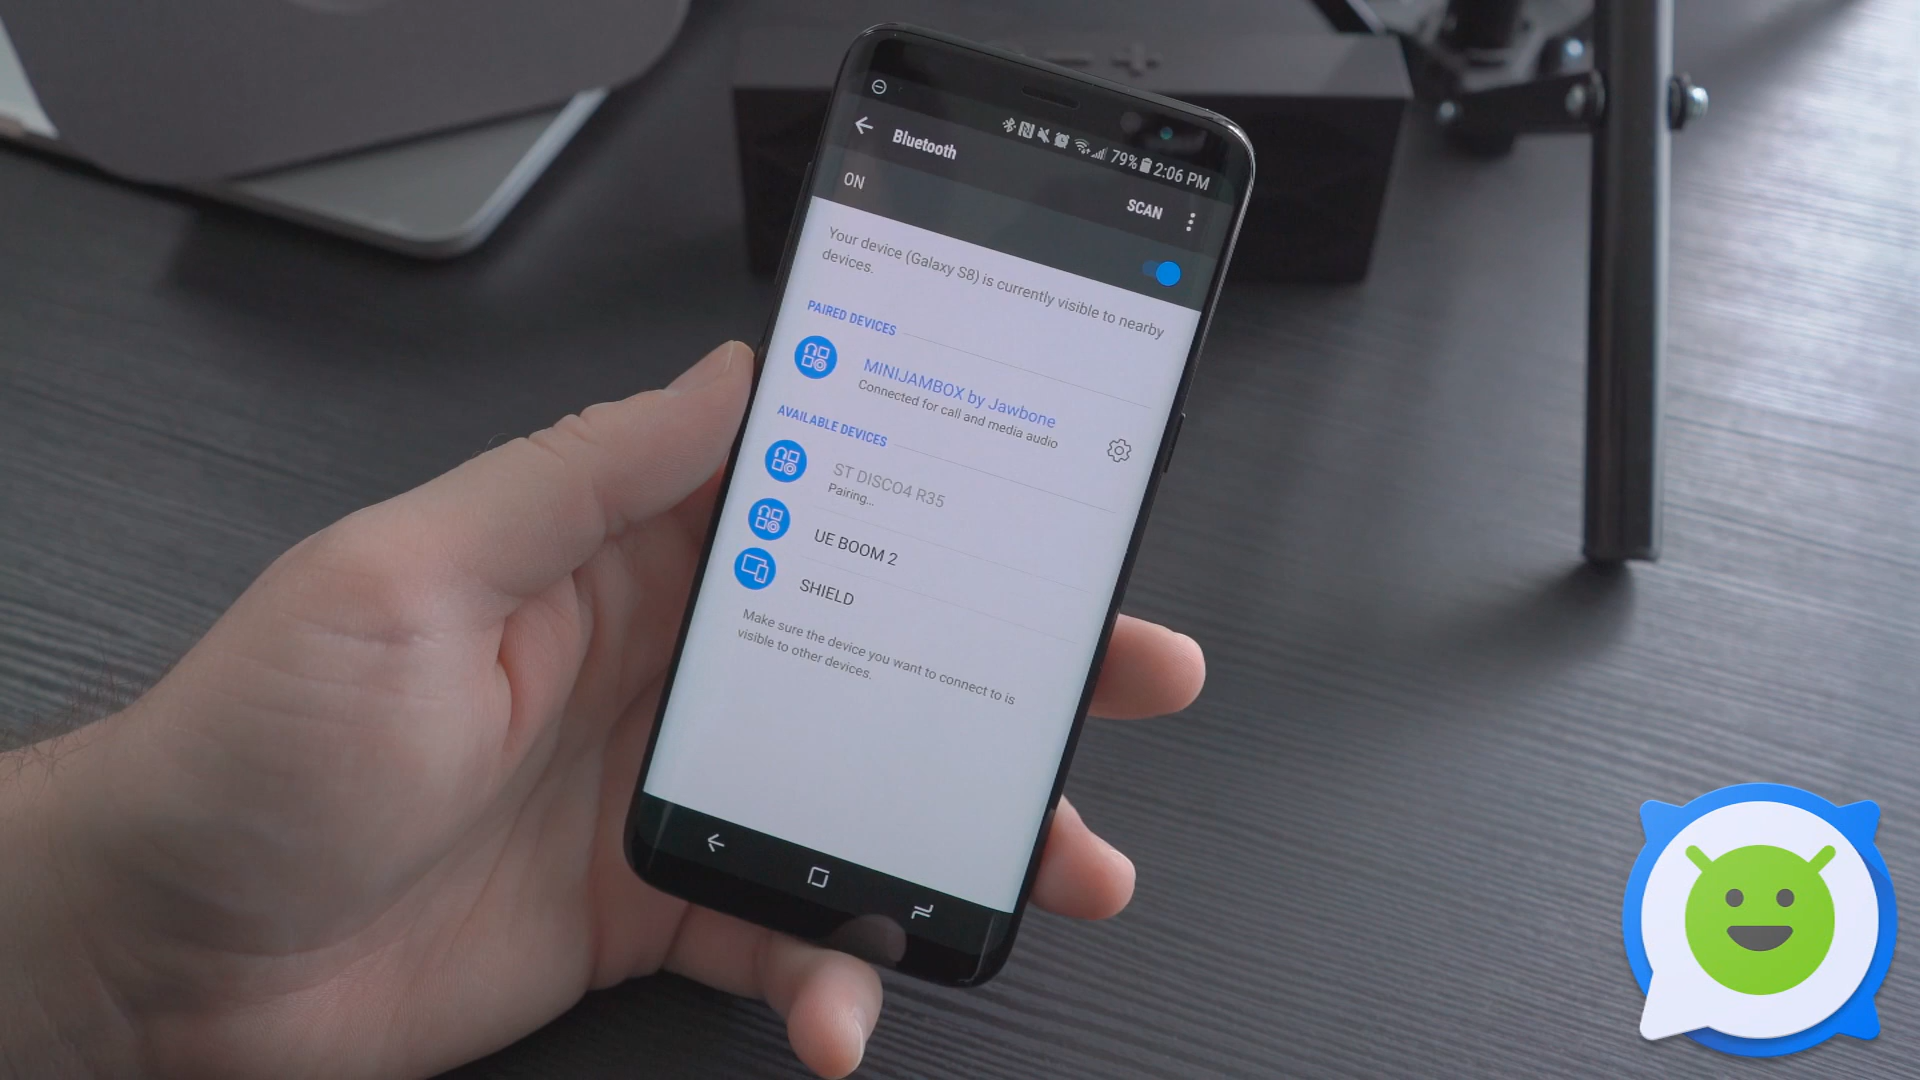 79% 2:06 PM
Bluetooth
ON
SCAN
Your device (Galaxy S8) is currently visible to nearby
devices.
PAIRED DEVICES
MINIJAMBOX by Jawbone
Connected for call and media audio
AVAILABLE DEVICES
ST DISCO4 R35
Pairing...
UE BOOM 2
SHIELD
Make sure the device you want to connect to is
visible to other devices.